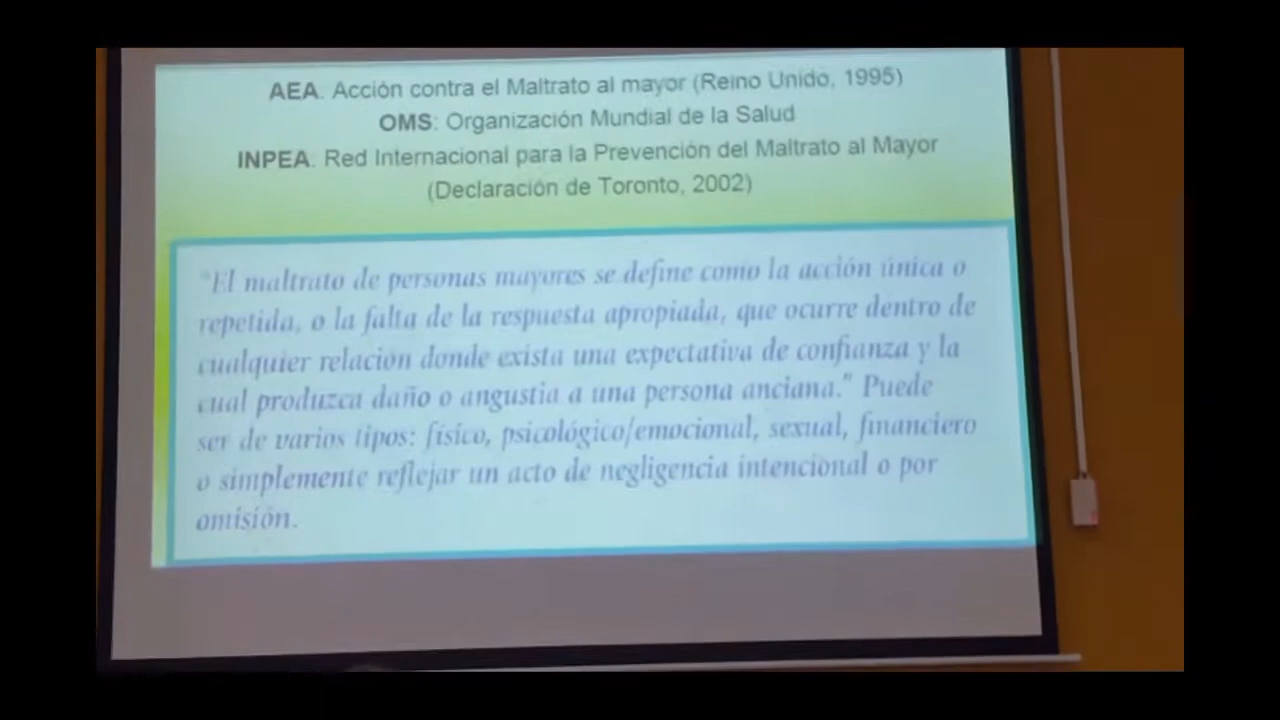 AEA. Acción contra el Maltrato al mayor (Reino Unido, 1995)
OMS: Organización Mundial de la Salud
INPEA. Red Internacional para la Prevención del Maltrato al Mayor
(Declaración de Toronto, 2002)
"El maltrato de personas mayores se define como la acción única o
repetida, o la falta de la respuesta apropiada, que ocurre dentro de
cualquier relación donde exista una expectativa de confianza y la
cual produzca daño o angustia a una persona anciana." Puede
ser de varios tipos: físico, psicológico/emocional, sexual, financiero
o simplemente reflejar un acto de negligencia intencional o por
omisión.